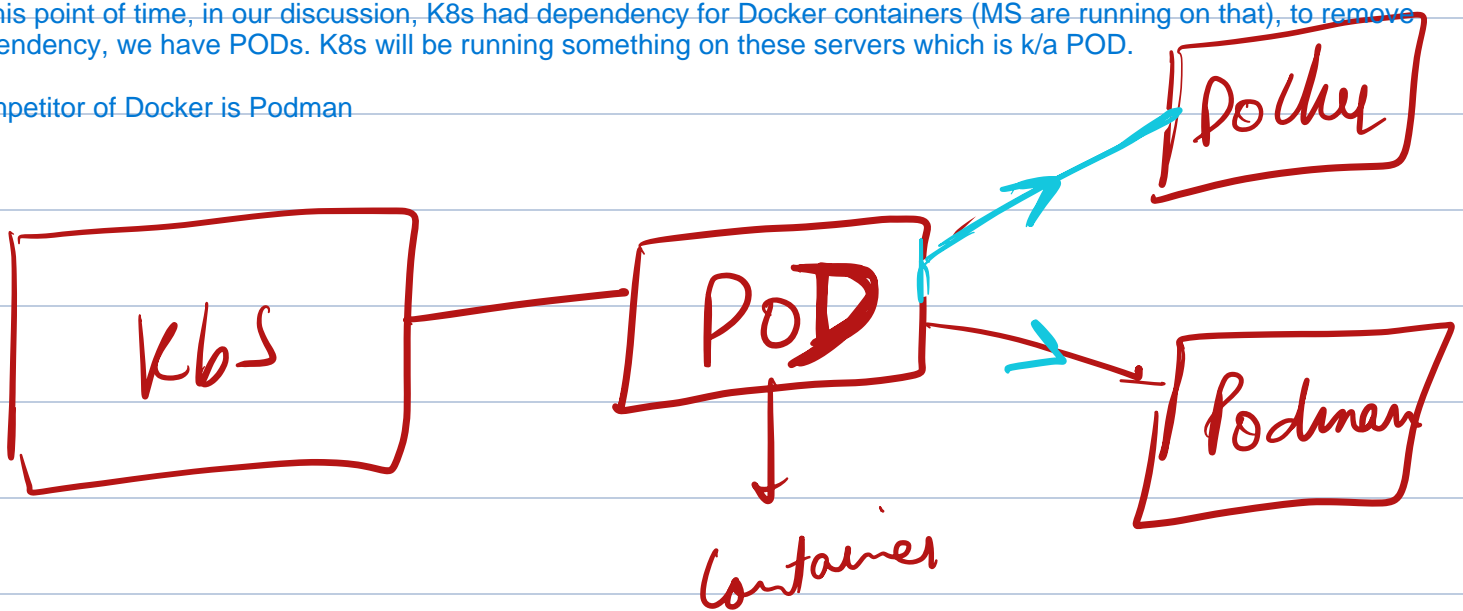 his point of time, in our discussion, K8s had dependency for Docker containers (MS are running on that), to remove
endency, we have PODs. K8s will be running something on these servers which is k/a POD.
npetitor of Docker is Podman
Docker
K8S
POD
Podman
Container